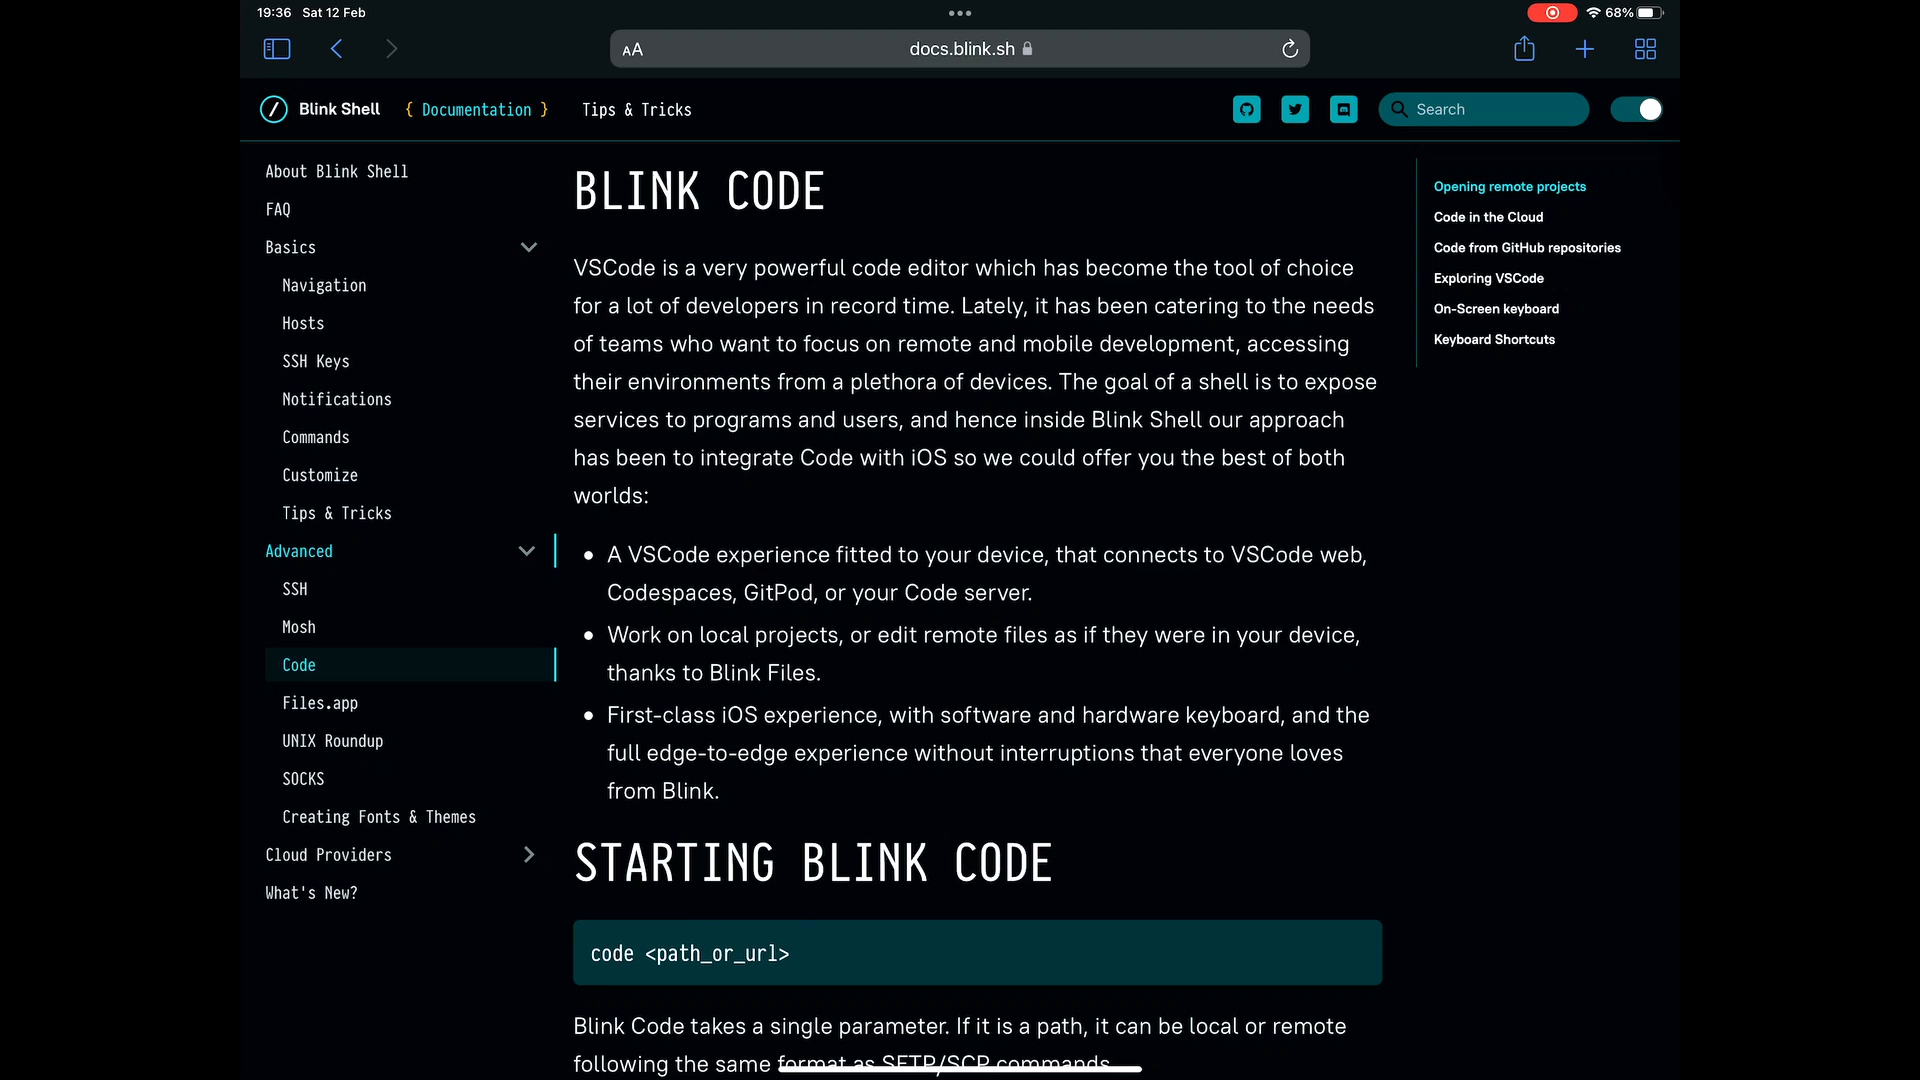 19:36 Sat 12 Feb
68%
AA
docs.blink.sh
Blink Shell
{ Documentation }
Tips & Tricks
Search
About Blink Shell
FAQ
Basics
Navigation
Hosts
SSH Keys
Notifications
Commands
Customize
Tips & Tricks
Advanced
SSH
Mosh
Code
Files.app
UNIX Roundup
SOCKS
Creating Fonts & Themes
Cloud Providers
What's New?
BLINK CODE
VSCode is a very powerful code editor which has become the tool of choice
for a lot of developers in record time. Lately, it has been catering to the needs
of teams who want to focus on remote and mobile development, accessing
their environments from a plethora of devices. The goal of a shell is to expose
services to programs and users, and hence inside Blink Shell our approach
has been to integrate Code with iOS so we could offer you the best of both
worlds:
• A VSCode experience fitted to your device, that connects to VSCode web,
Codespaces, GitPod, or your Code server.
• Work on local projects, or edit remote files as if they were in your device,
thanks to Blink Files.
• First-class iOS experience, with software and hardware keyboard, and the
full edge-to-edge experience without interruptions that everyone loves
from Blink.
STARTING BLINK CODE
code <path_or_url>
Blink Code takes a single parameter. If it is a path, it can be local or remote
following the same format as SFTP/SCP commands
Opening remote projects
Code in the Cloud
Code from GitHub repositories
Exploring VSCode
On-Screen keyboard
Keyboard Shortcuts